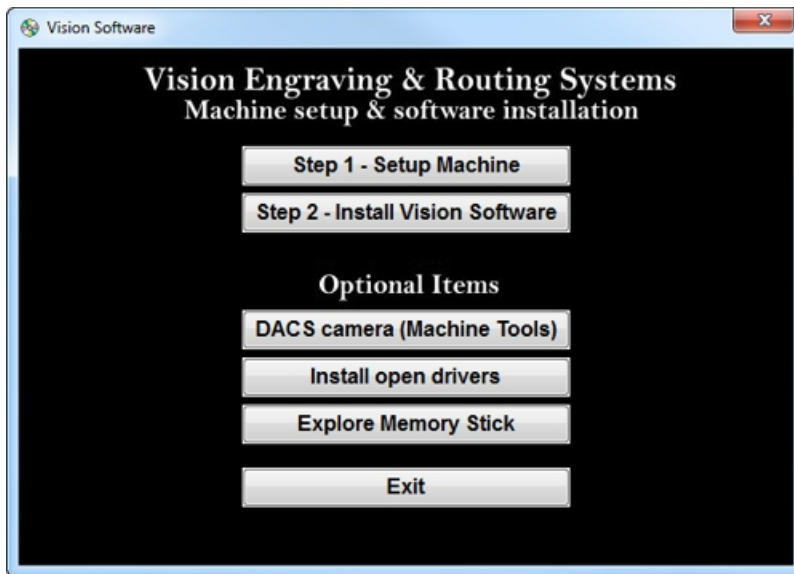 Vision Software
Vision Engraving & Routing Systems
Machine setup & software installation
Step 1 - Setup Machine
Step 2 - Install Vision Software
Optional Items
DACS camera (Machine Tools)
Install open drivers
Explore Memory Stick
Exit